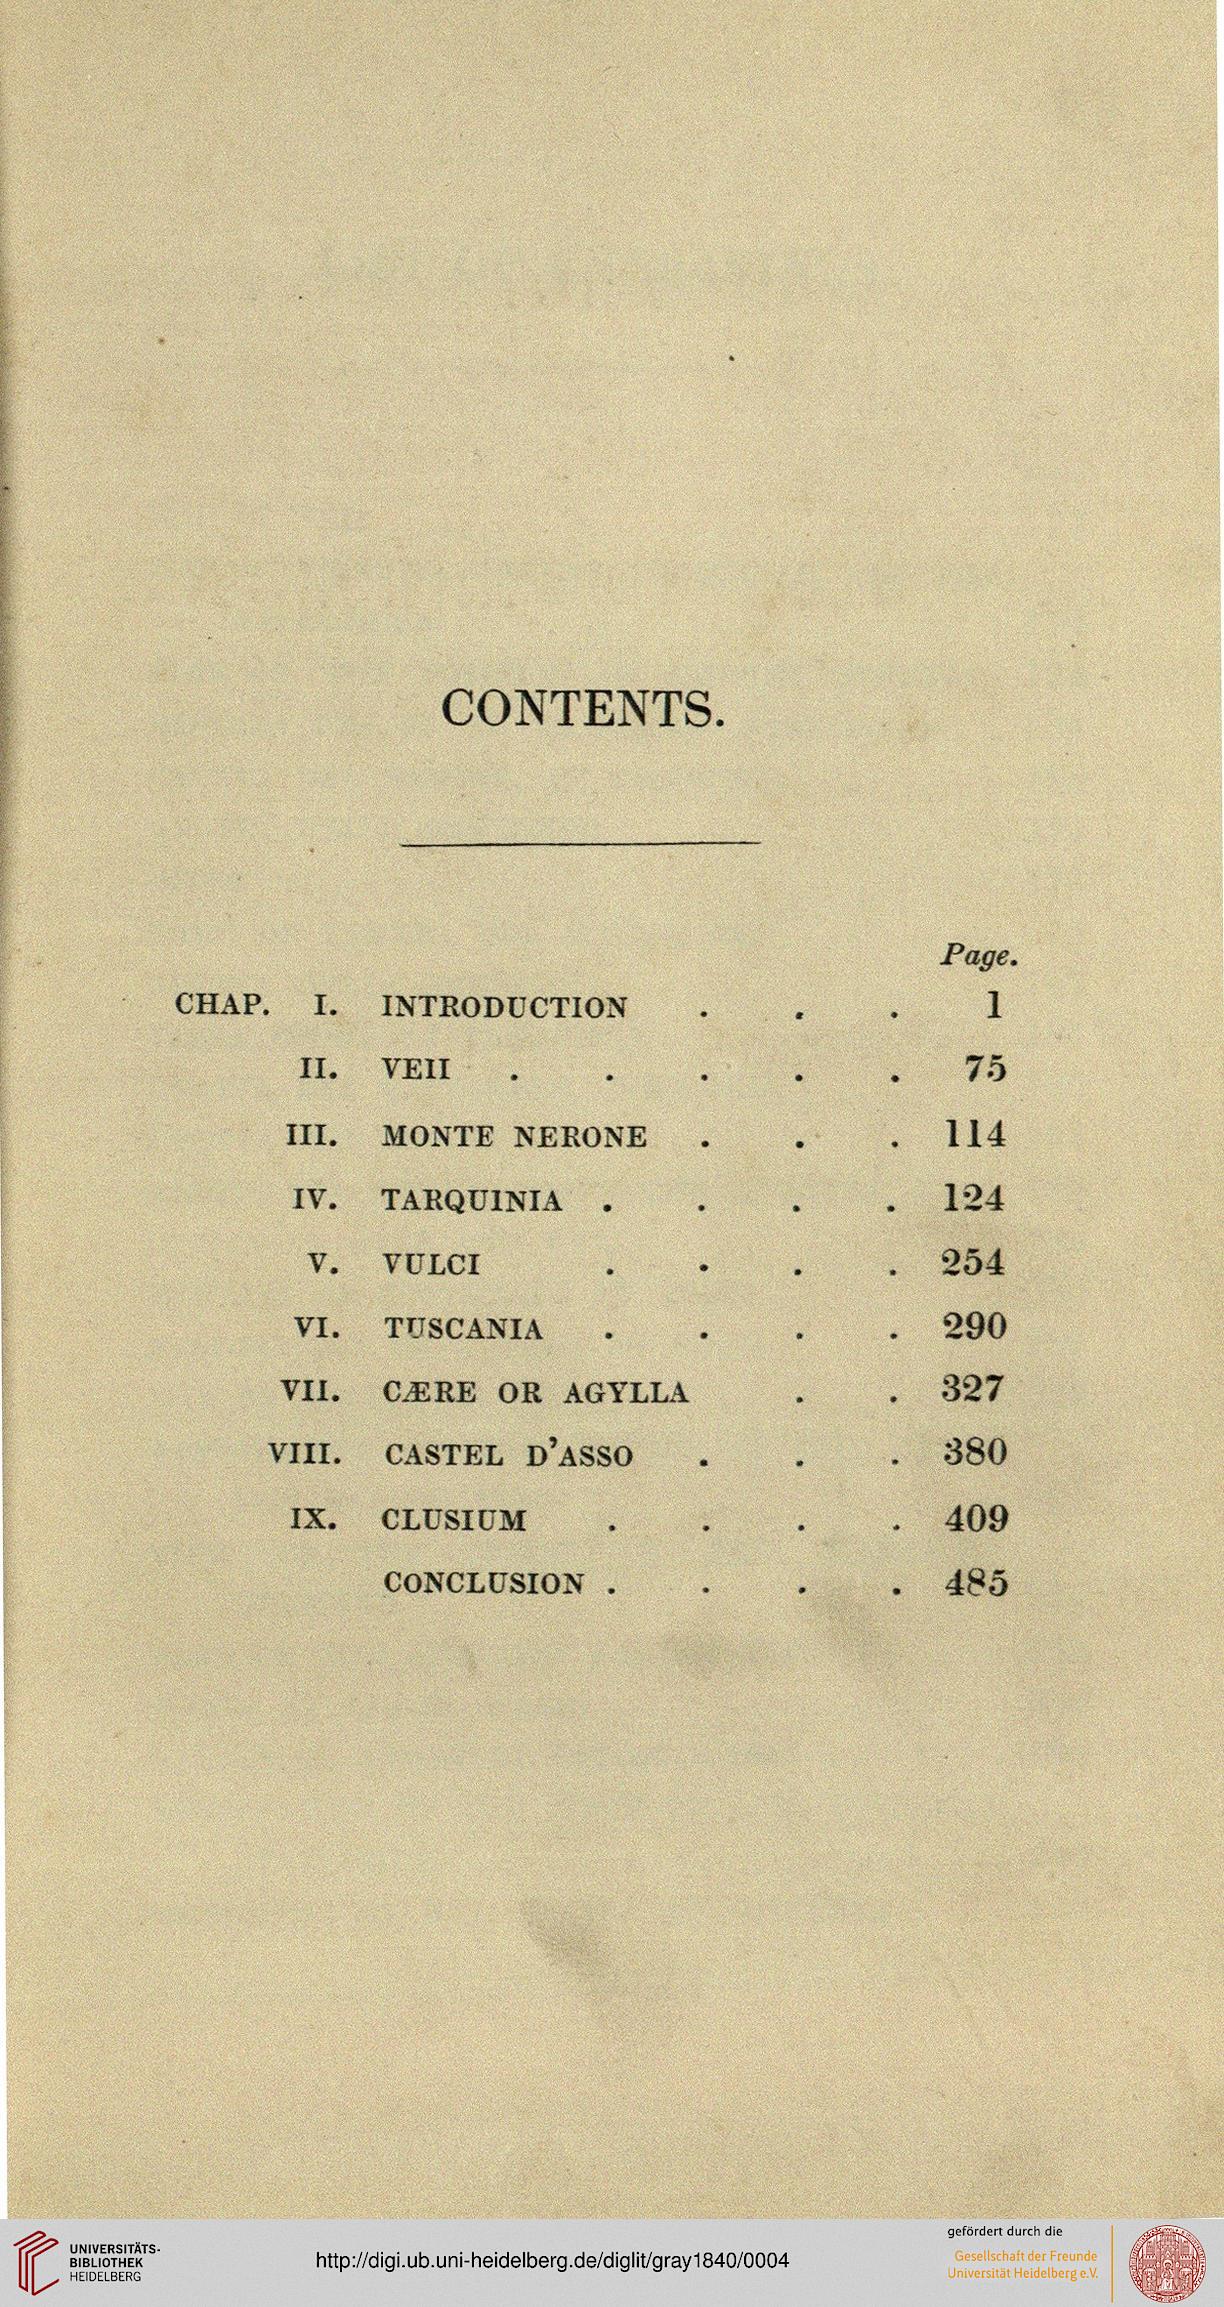 CONTENTS.
Page.
CHAP. I. INTRODUCTION . . . 1
II. VEII . . . . . 75
III. MONTE NERONE . . . 114
IV. TARQUINIA . . . . 124
V. VULCI . . . . 254
VI. TUSCANIA . . . . 290
VII. CÆRE OR AGYLLA . . 327
VIII. CASTEL D'ASSO . . . 380
IX. CLUSIUM . . . . 409
CONCLUSION . . . . 485
UNIVERSITÄTS-
BIBLIOTHEK
HEIDELBERG
http://digi.ub.uni-heidelberg.de/diglit/gray1840/0004
gefördert durch die
Gesellschaft der Freunde
Universität Heidelberg e.V.